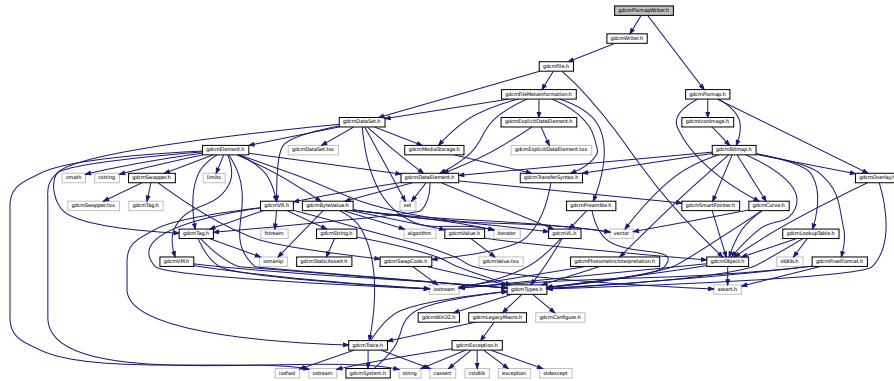 gdcmPixmapWriter.h
gdcmWriter.h
gdcmFile.h
gdcmFileMetaInformation.h
gdcmPixmap.h
gdcmDataSet.h
gdcmExplicitDataElement.h
gdcmIconImage.h
gdcmElement.h
gdcmDataSet.txx
gdcmMediaStorage.h
gdcmExplicitDataElement.txx
gdcmBitmap.h
cmath
cstring
gdcmSwapper.h
limits
gdcmDataElement.h
gdcmTransferSyntax.h
gdcmOverlay.h
gdcmSwapper.txx
gdcmTag.h
gdcmVR.h
gdcmByteValue.h
set
gdcmPreamble.h
gdcmSmartPointer.h
gdcmCurve.h
gdcmTag.h
fstream
gdcmString.h
algorithm
gdcmValue.h
iterator
gdcmVL.h
vector
gdcmLookupTable.h
gdcmVM.h
iomanip
gdcmStaticAssert.h
gdcmSwapCode.h
gdcmValue.txx
gdcmPhotometricInterpretation.h
gdcmObject.h
stdlib.h
gdcmPixelFormat.h
iostream
gdcmTypes.h
assert.h
gdcmWin32.h
gdcmLegacyMacro.h
gdcmConfigure.h
gdcmTrace.h
gdcmException.h
iosfwd
sstream
gdcmSystem.h
string
cassert
cstdlib
exception
stdexcept